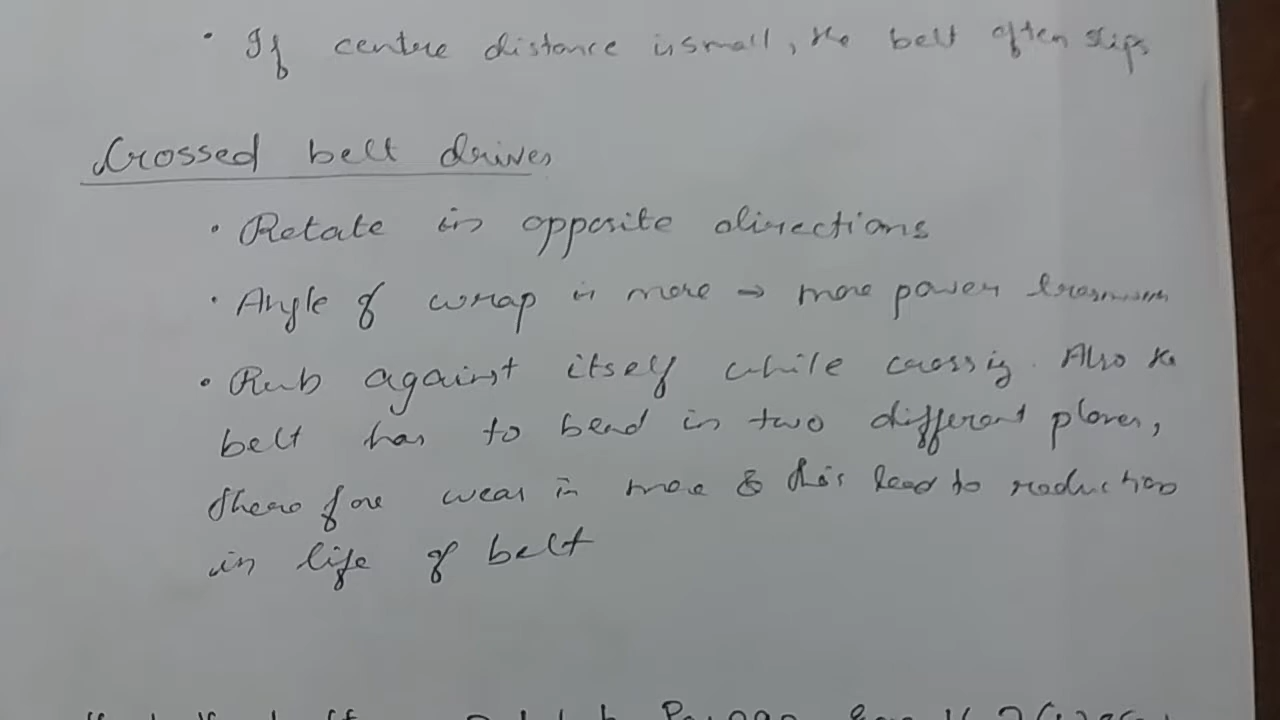 • If centre distance is small, the belt often slips
Crossed belt drives
• Rotate in opposite directions
• Angle of wrap is more → more power
• Rub against itself while crossing. Also the
belt has to bend in two different planes,
therefore wear is more & this lead to reduction
in life of belt